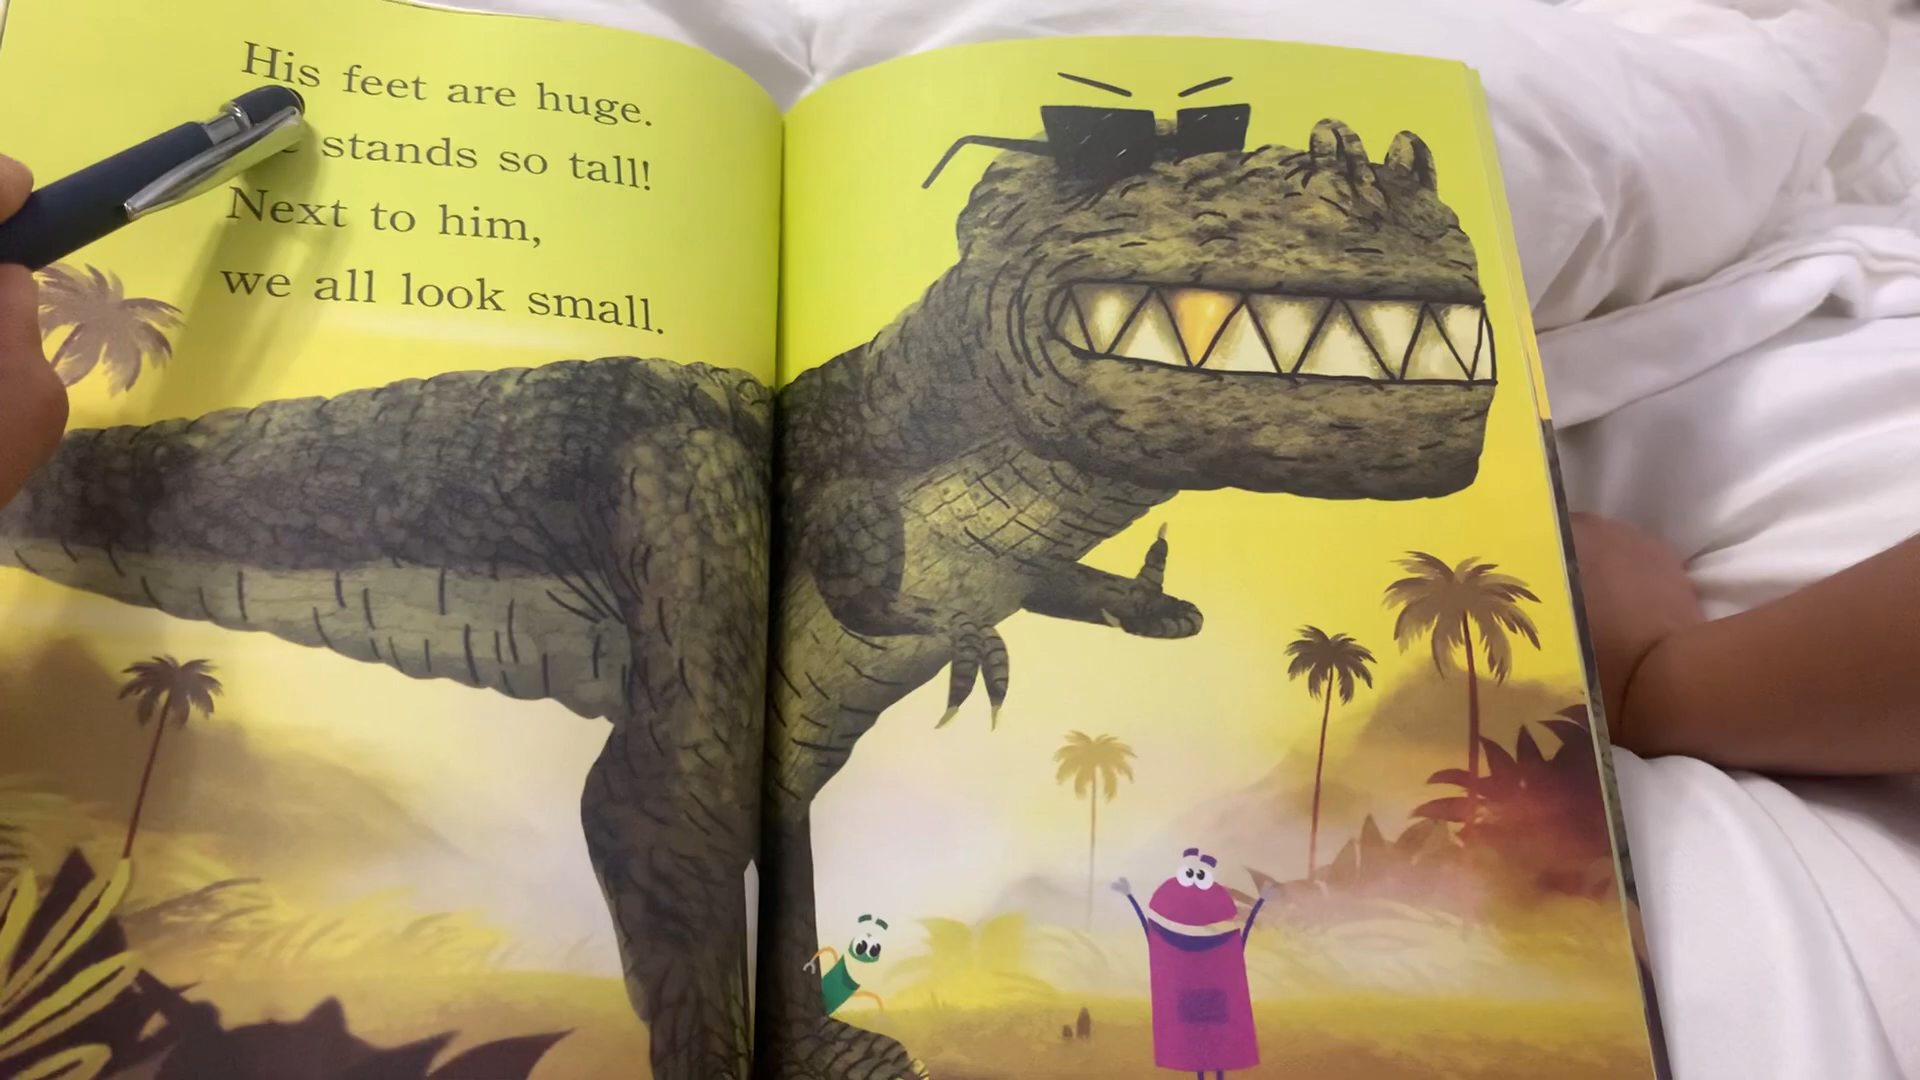 His feet are huge.
stands so tall!
Next to him,
we all look small.